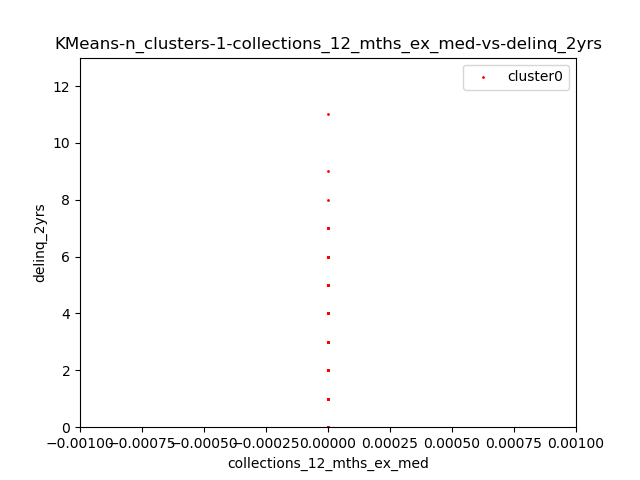 KMeans-n_clusters-1-collections_12_mths_ex_med-vs-delinq_2yrs
cluster0
12
10
8
6
4
2
0
delinq_2yrs
−0.00100 −0.00075 −0.00050 −0.00025 0.00000 0.00025 0.00050 0.00075 0.00100
collections_12_mths_ex_med